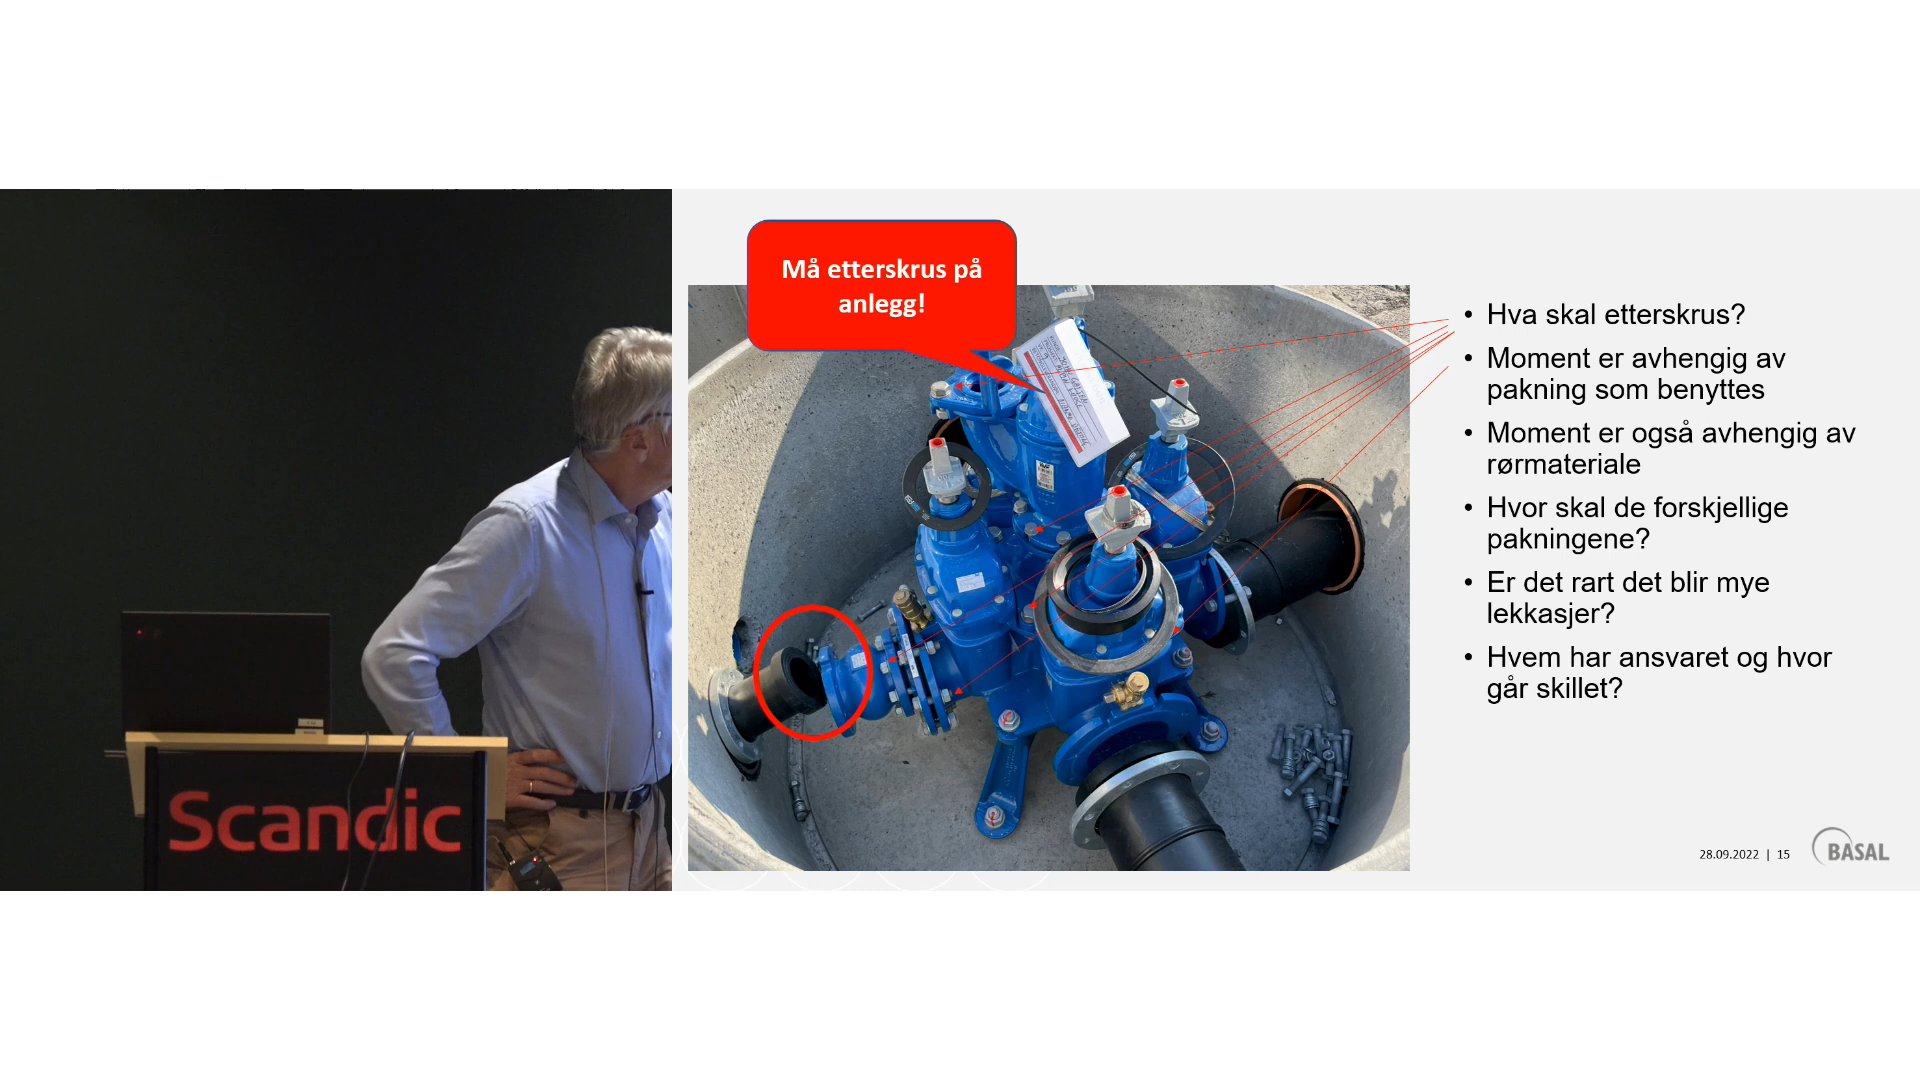 Må etterskrus på
anlegg!
• Hva skal etterskrus?
• Moment er avhengig av
pakning som benyttes
• Moment er også avhengig av
rørmateriale
• Hvor skal de forskjellige
pakningene?
• Er det rart det blir mye
lekkasjer?
• Hvem har ansvaret og hvor
går skillet?
Scandic
28.09.2022 | 15
BASAL